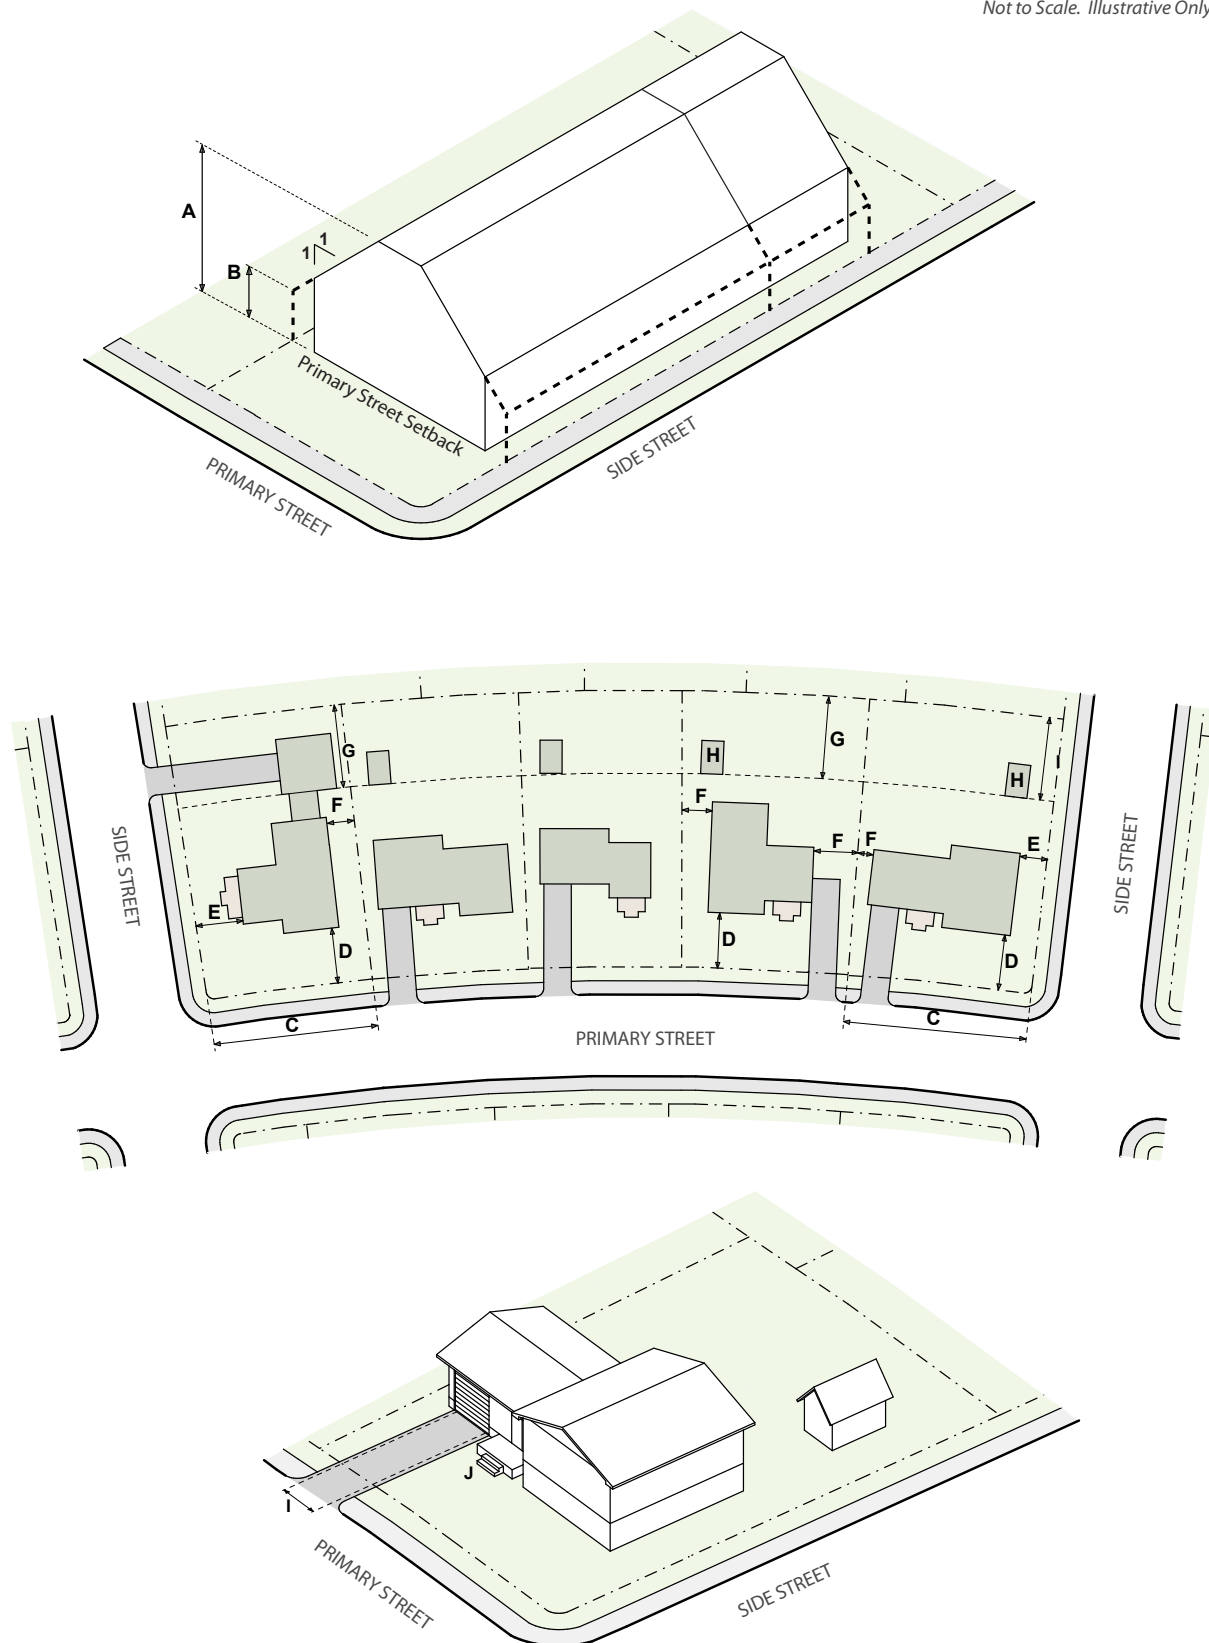 Not to Scale. Illustrative Only
A
1
1
B
Primary Street Setback
PRIMARY STREET
SIDE STREET
G
G
I
H
H
F
F
F
F
E
SIDE STREET
SIDE STREET
E
D
D
D
C
C
PRIMARY STREET
J
I
PRIMARY STREET
SIDE STREET